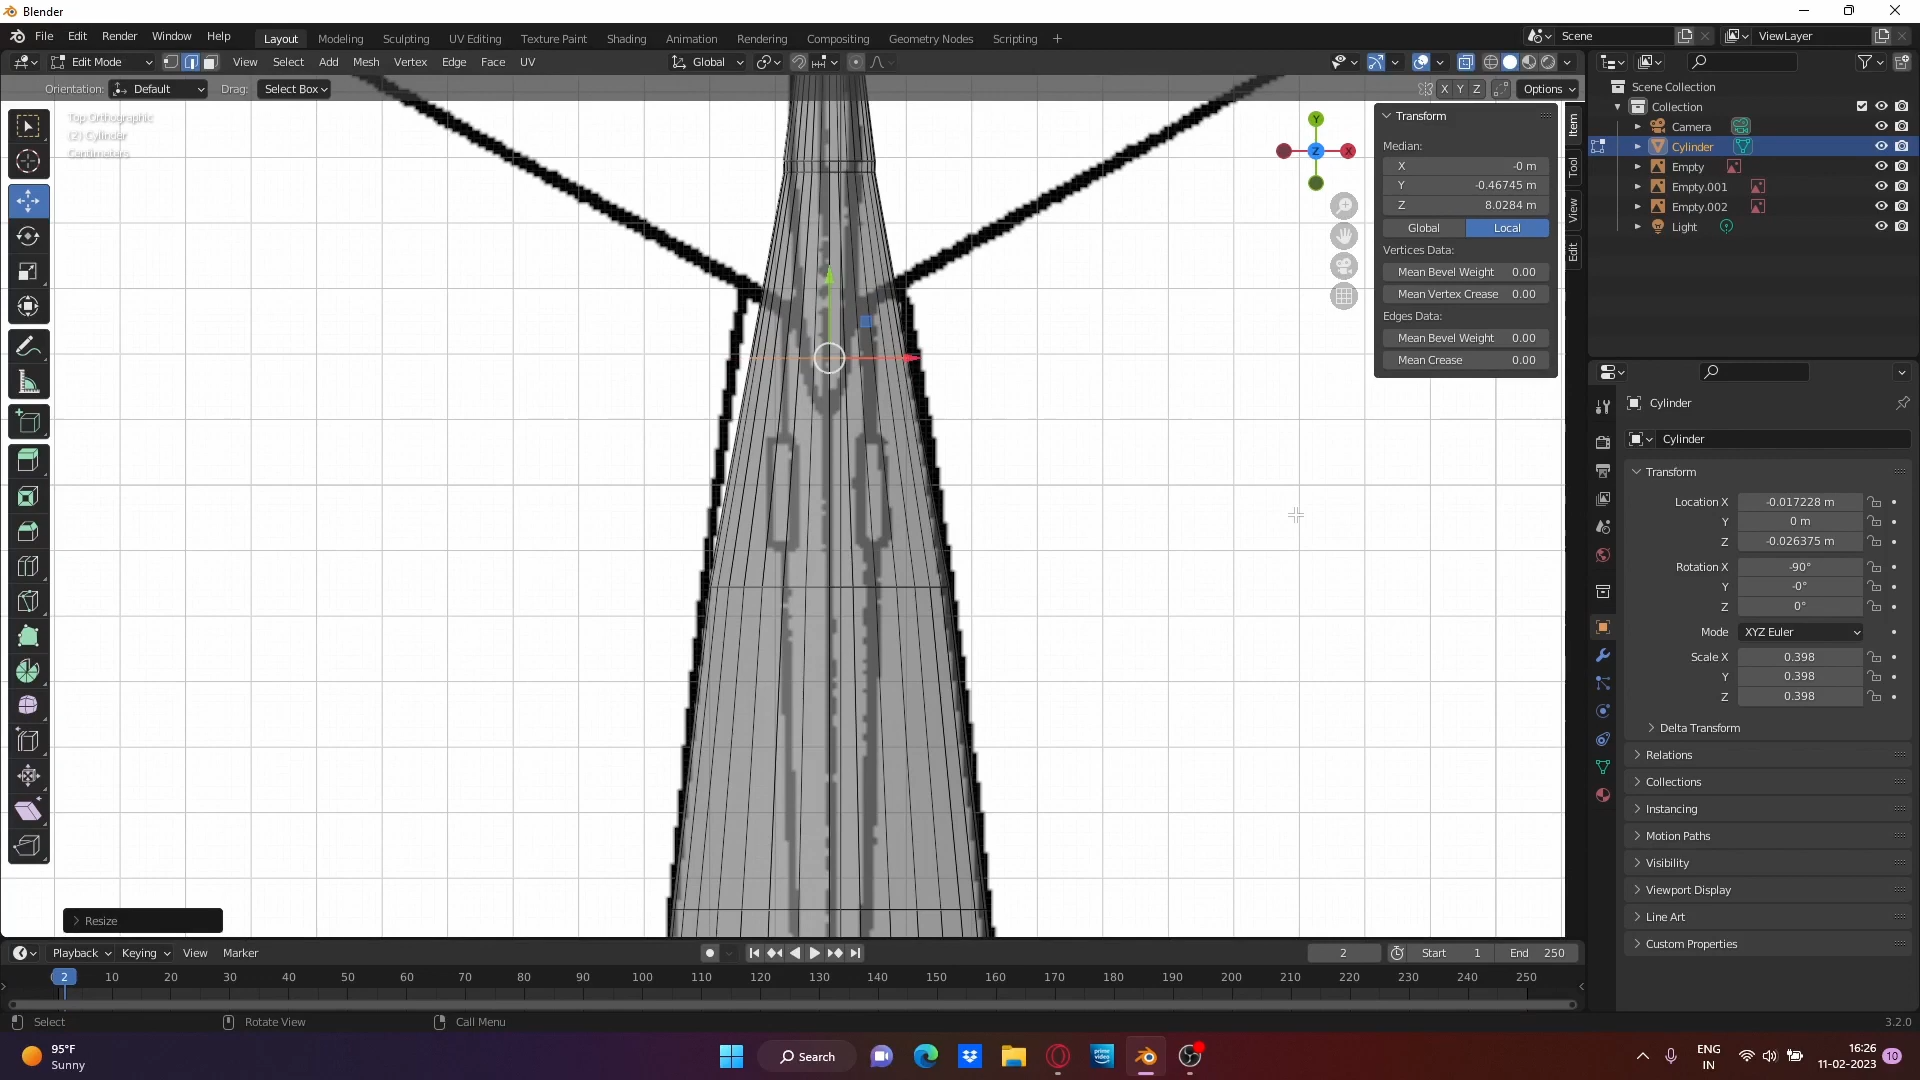 Blender
File Edit Render Window Help Layout Modeling Sculpting UV Editing Texture Paint Shading Animation Rendering Compositing Geometry Nodes Scripting + Scene ViewLayer
Edit Mode View Select Add Mesh Vertex Edge Face UV Global
Orientation: Default Drag: Select Box X Y Z Options
Top Orthographic
(2) Cylinder
Centimeters
Y
Z
X
Transform
Median:
X -0 m
Y -0.46745 m
Z 8.0284 m
Global Local
Vertices Data:
Mean Bevel Weight 0.00
Mean Vertex Crease 0.00
Edges Data:
Mean Bevel Weight 0.00
Mean Crease 0.00
Item
Tool
View
Edit
Scene Collection
Collection
Camera
Cylinder
Empty
Empty.001
Empty.002
Light
Cylinder
Cylinder
Transform
Location X -0.017228 m
Y 0 m
Z -0.026375 m
Rotation X -90°
Y -0°
Z 0°
Mode XYZ Euler
Scale X 0.398
Y 0.398
Z 0.398
Delta Transform
Relations
Collections
Instancing
Motion Paths
Visibility
Viewport Display
Line Art
Custom Properties
Resize
Playback Keying View Marker 2 Start 1 End 250
2 10 20 30 40 50 60 70 80 90 100 110 120 130 140 150 160 170 180 190 200 210 220 230 240 250
Select Rotate View Call Menu 3.2.0
95°F
Sunny
Search
prime video
ENG
IN
16:26
11-02-2023
10